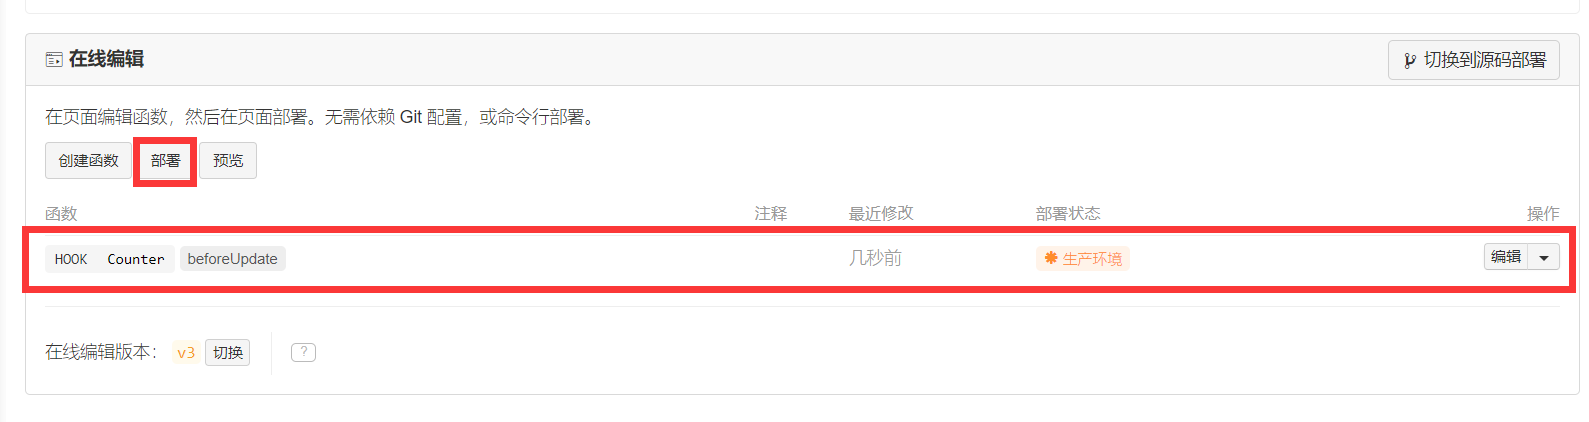 在线编辑 切换到源码部署
在页面编辑函数，然后在页面部署。无需依赖 Git 配置，或命令行部署。
创建函数 部署 预览
函数 注释 最近修改 部署状态 操作
HOOK Counter beforeUpdate 几秒前 生产环境 编辑
在线编辑版本： v3 切换 ?